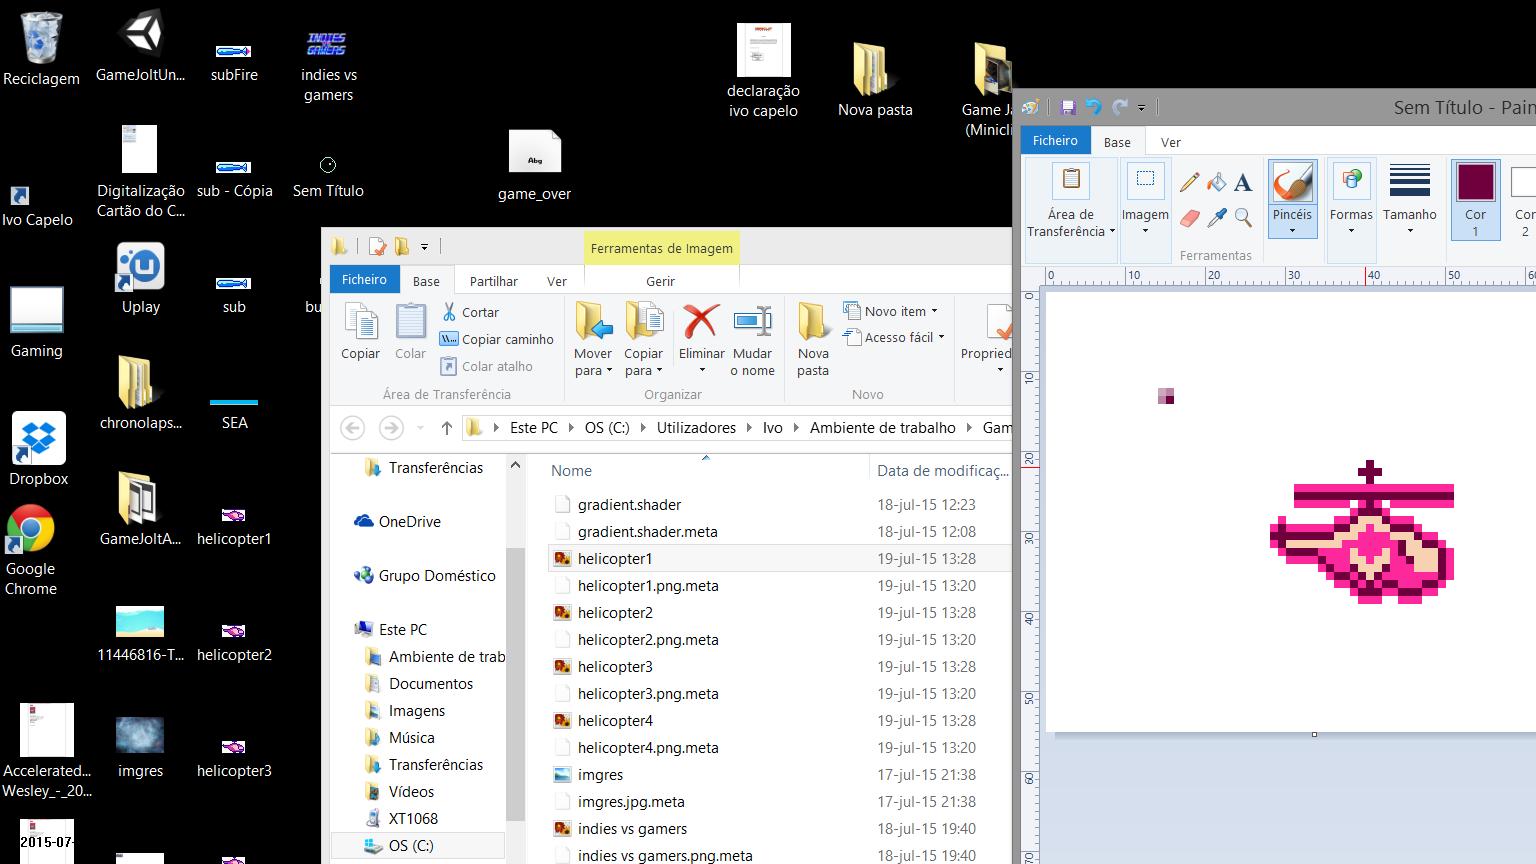 Reciclagem
GameJoltUn...
subFire
indies vs
gamers
INDIES
VS
GAMERS
declaração
ivo capelo
Nova pasta
Game Ja
(Minicli
Ivo Capelo
Digitalização
Cartão do C...
sub - Cópia
Sem Título
Abg
game_over
Gaming
Uplay
sub
bu
Dropbox
chronolaps...
SEA
Google
Chrome
GameJoltA...
helicopter1
11446816-T...
helicopter2
Accelerated...
Wesley_-_20...
imgres
helicopter3
2015-07-
Ferramentas de Imagem
Ficheiro
Base
Partilhar
Ver
Gerir
Copiar
Colar
Cortar
Copiar caminho
Colar atalho
Área de Transferência
Mover
para
Copiar
para
Eliminar
Mudar
o nome
Organizar
Nova
pasta
Novo item
Acesso fácil
Novo
Propried
Este PC
OS (C:)
Utilizadores
Ivo
Ambiente de trabalho
Gam
Transferências
OneDrive
Grupo Doméstico
Este PC
Ambiente de trab
Documentos
Imagens
Música
Transferências
Vídeos
XT1068
OS (C:)
Nome
Data de modificaç...
gradient.shader 18-jul-15 12:23
gradient.shader.meta 18-jul-15 12:08
helicopter1 19-jul-15 13:28
helicopter1.png.meta 19-jul-15 13:20
helicopter2 19-jul-15 13:28
helicopter2.png.meta 19-jul-15 13:20
helicopter3 19-jul-15 13:28
helicopter3.png.meta 19-jul-15 13:20
helicopter4 19-jul-15 13:28
helicopter4.png.meta 19-jul-15 13:20
imgres 17-jul-15 21:38
imgres.jpg.meta 17-jul-15 21:38
indies vs gamers 18-jul-15 19:40
indies vs gamers.png.meta 18-jul-15 19:40
Sem Título - Pain
Ficheiro
Base
Ver
Área de
Transferência
Imagem
A
Ferramentas
Pincéis
Formas
Tamanho
Cor
1
Cor
2
0 10 20 30 40 50 60
0
10
20
30
40
50
60
70